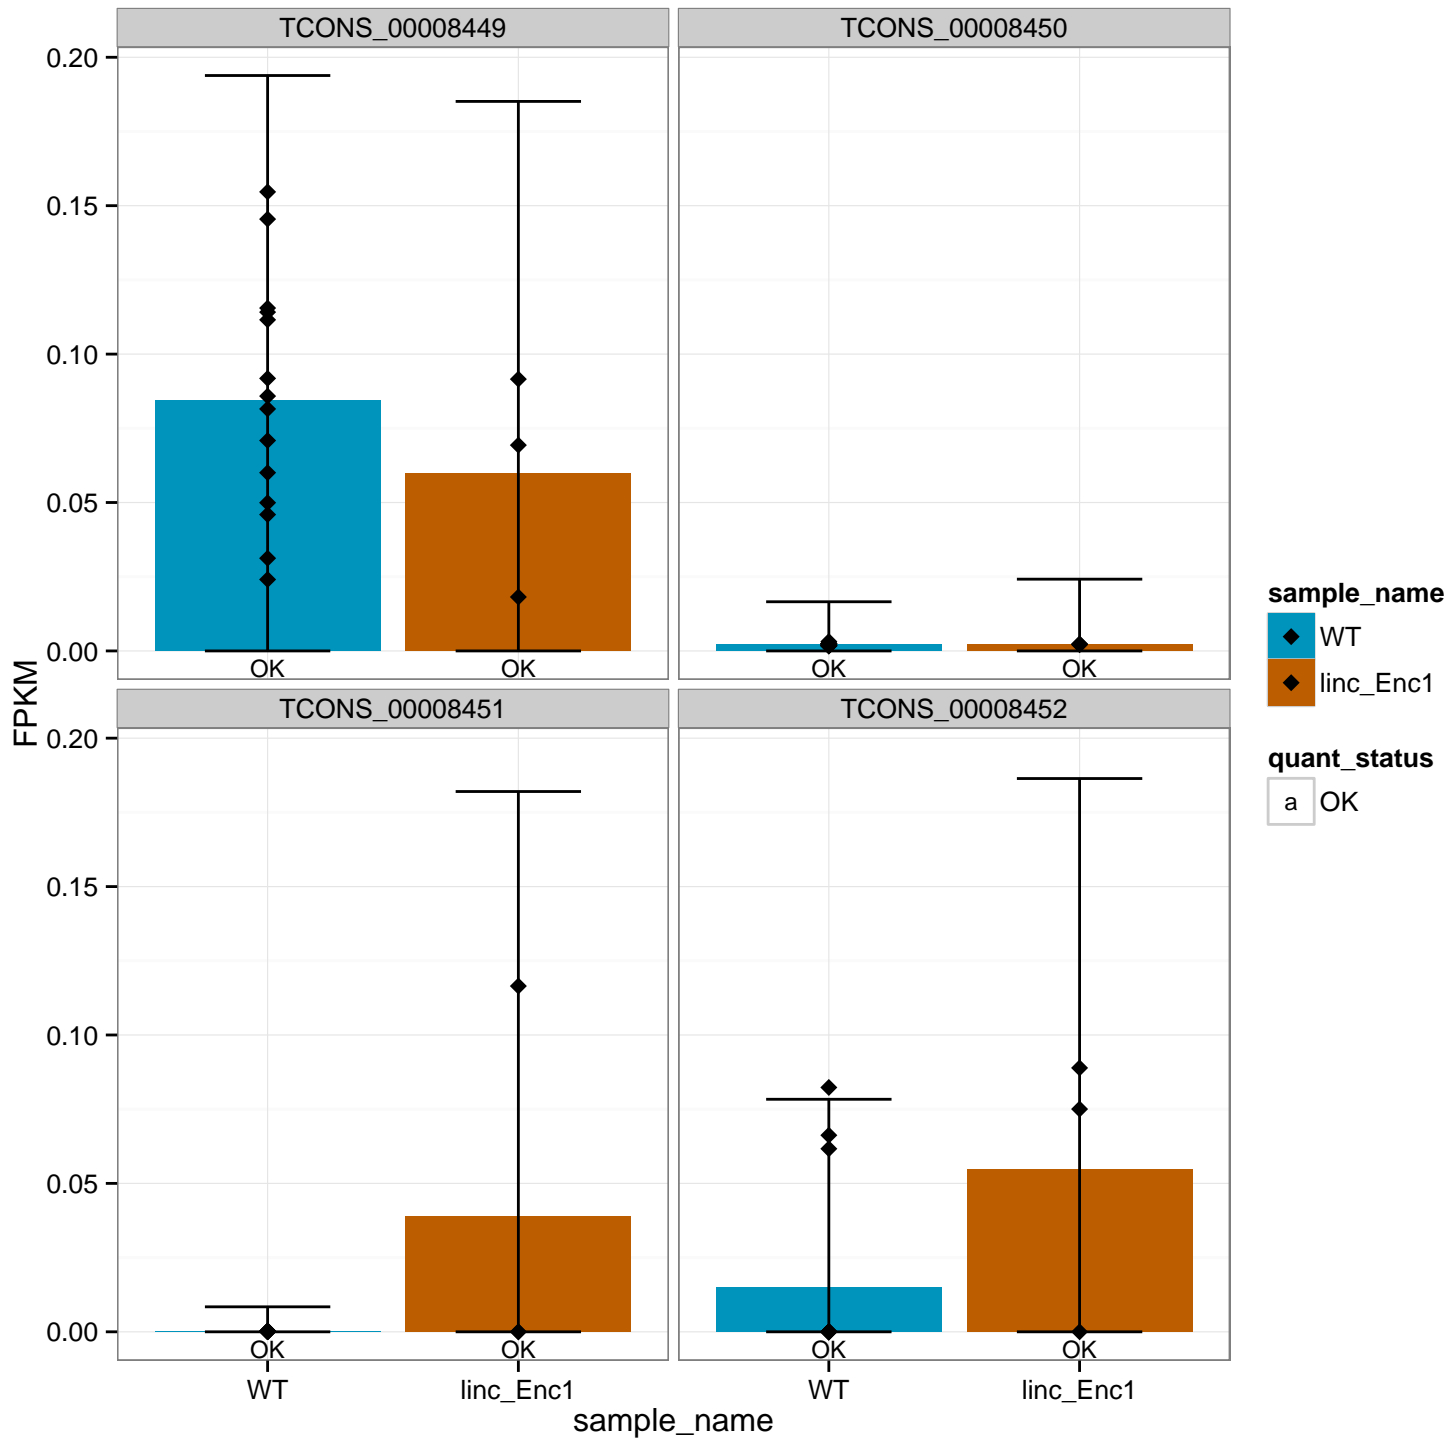 TCONS_00008449 TCONS_00008450
0.20
0.15
0.10
0.05
0.00
OK OK OK OK
TCONS_00008451 TCONS_00008452
0.20
0.15
0.10
0.05
0.00
OK OK OK OK
WT linc_Enc1 WT linc_Enc1
sample_name
FPKM
sample_name
WT
linc_Enc1
quant_status
a OK